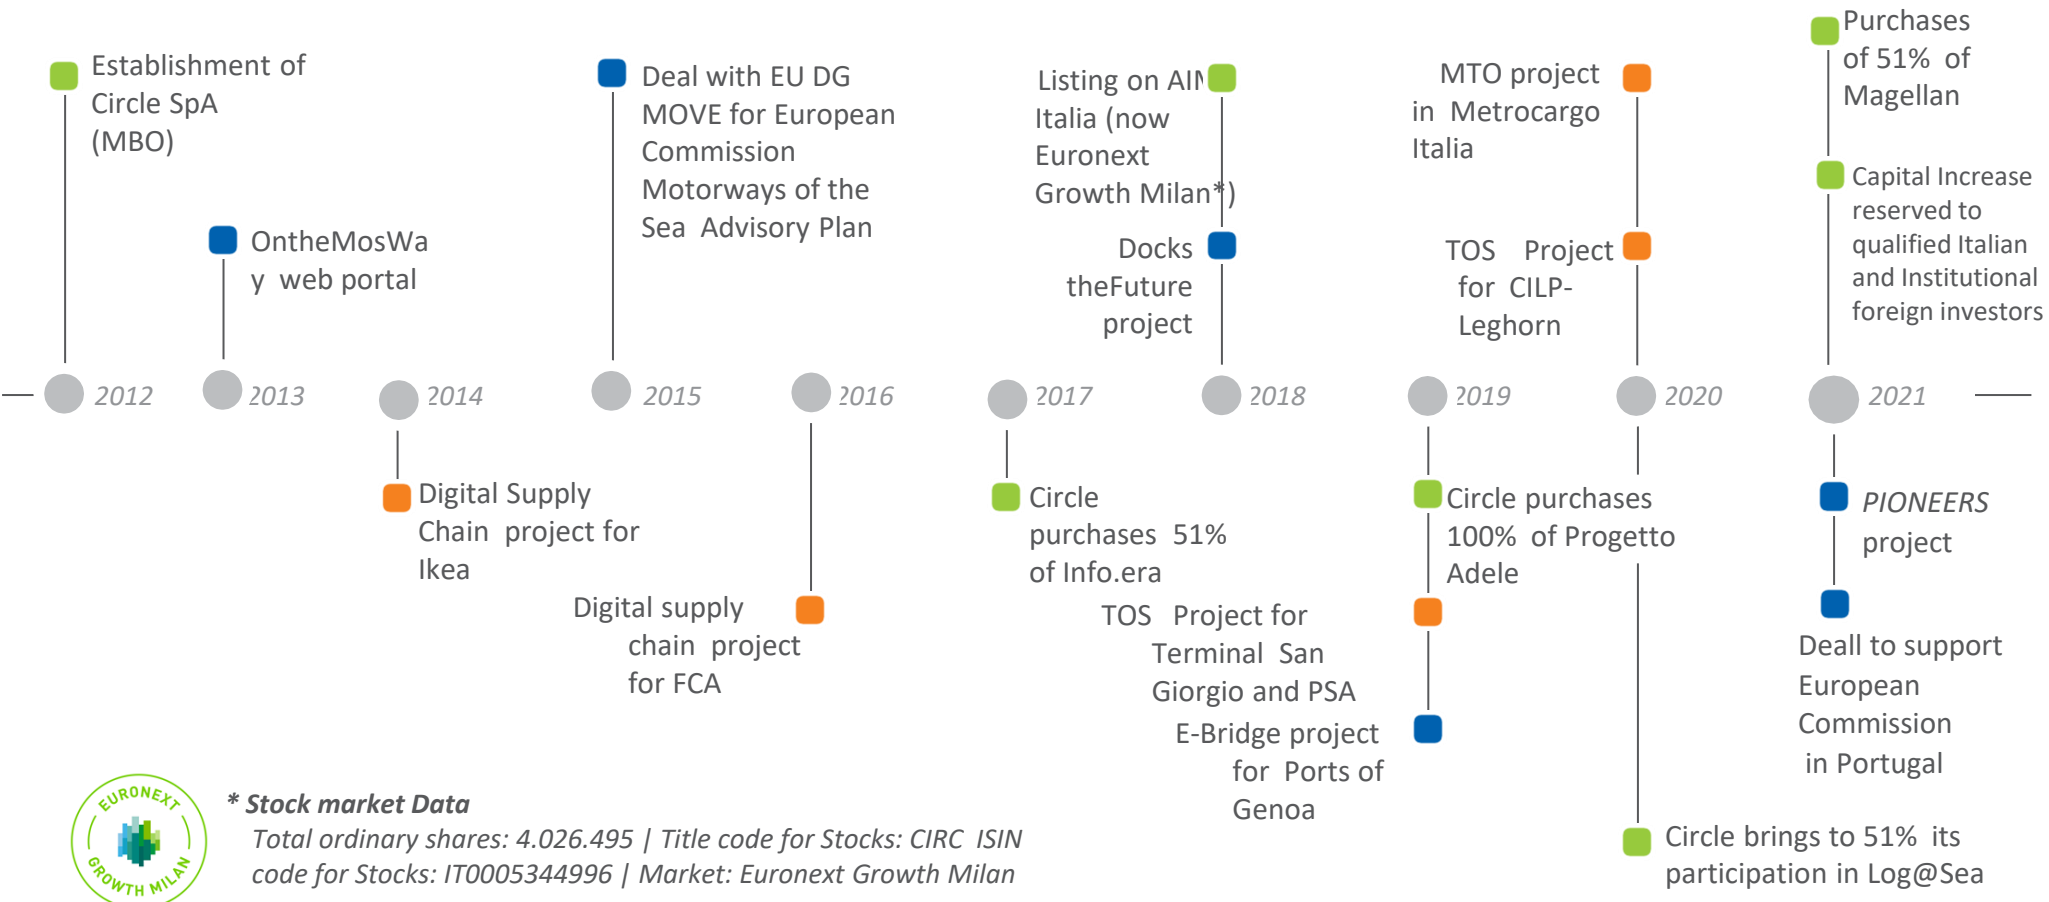 Establishment of
Circle SpA
(MBO)
OntheMosWa
y web portal
Deal with EU DG
MOVE for European
Commission
Motorways of the
Sea Advisory Plan
Listing on AIM
Italia (now
Euronext
Growth Milan*)
Docks
theFuture
project
MTO project
in Metrocargo
Italia
TOS Project
for CILP-
Leghorn
Purchases
of 51% of
Magellan
Capital Increase
reserved to
qualified Italian
and Institutional
foreign investors
2012
2013
2014
2015
2016
2017
2018
2019
2020
2021
Digital Supply
Chain project for
Ikea
Digital supply
chain project
for FCA
Circle
purchases 51%
of Info.era
Circle purchases
100% of Progetto
Adele
TOS Project for
Terminal San
Giorgio and PSA
E-Bridge project
for Ports of
Genoa
PIONEERS
project
Deall to support
European
Commission
in Portugal
Circle brings to 51% its
participation in Log@Sea
EURONEXT
GROWTH MILAN
* Stock market Data
Total ordinary shares: 4.026.495 | Title code for Stocks: CIRC ISIN
code for Stocks: IT0005344996 | Market: Euronext Growth Milan